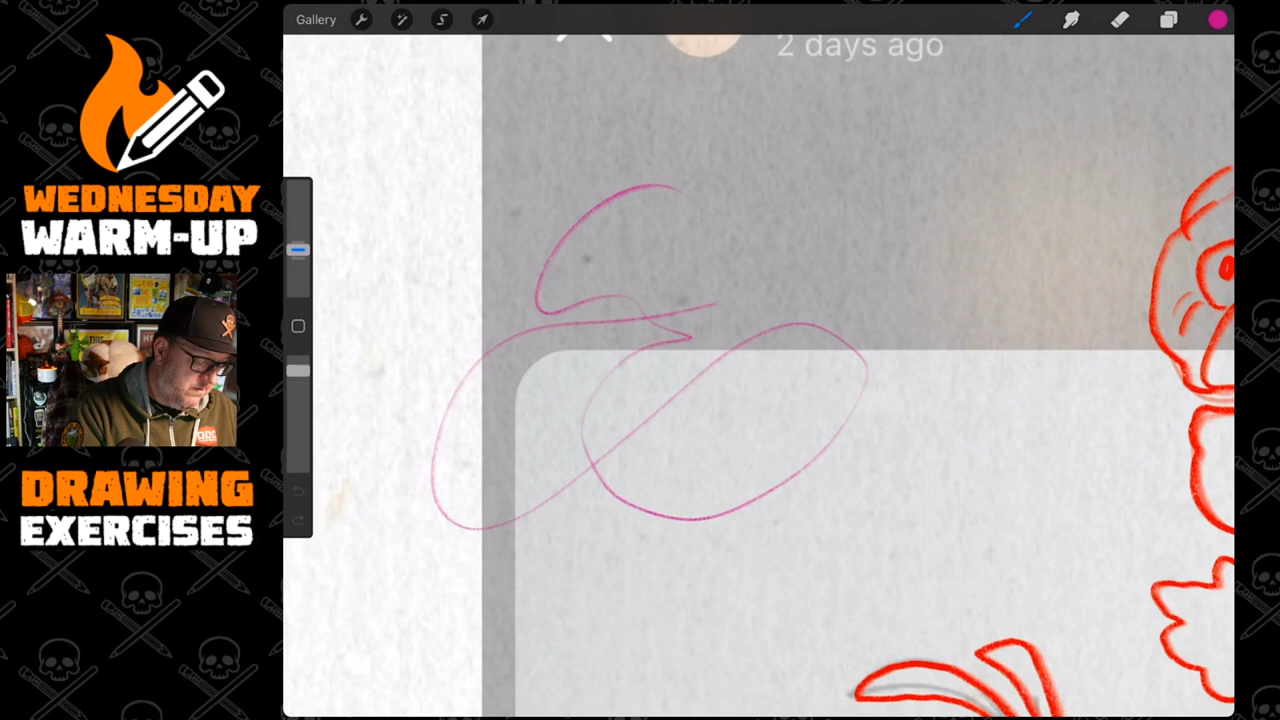 Gallery
2 days ago
WEDNESDAY
WARM-UP
DRAWING
EXERCISES